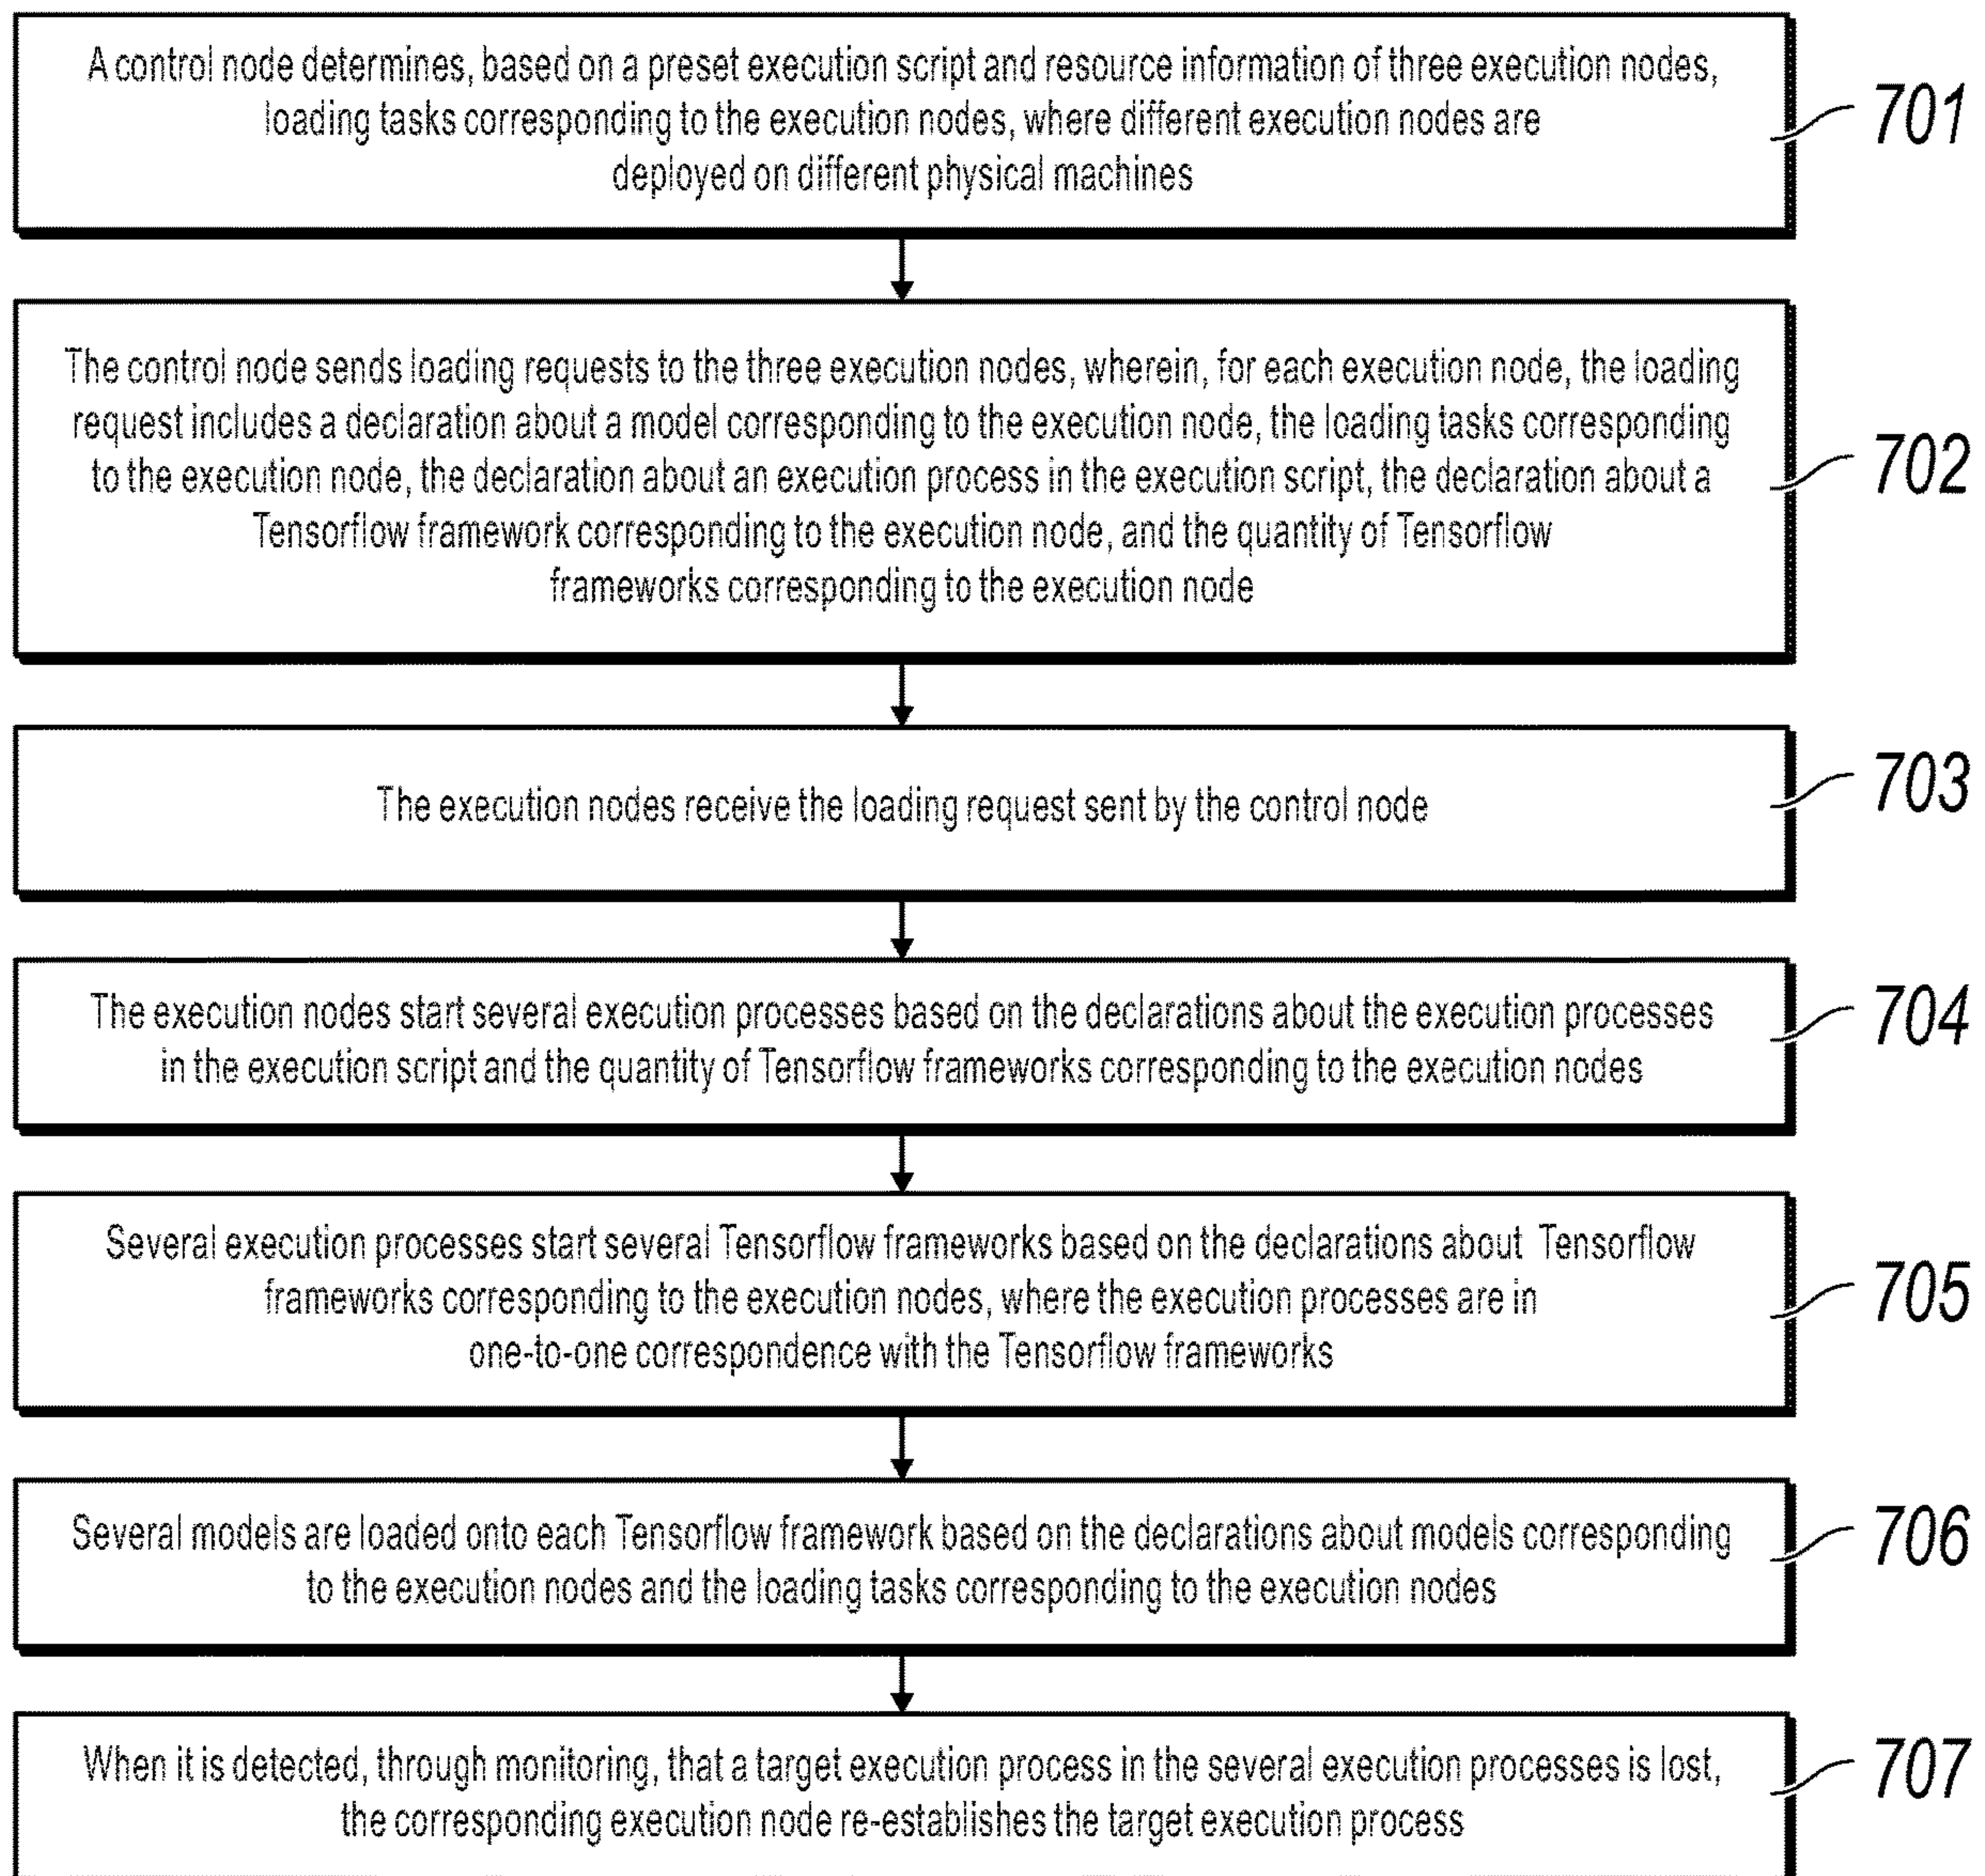 A control node determines, based on a preset execution script and resource information of three execution nodes,
loading tasks corresponding to the execution nodes, where different execution nodes are
deployed on different physical machines
701
The control node sends loading requests to the three execution nodes, wherein, for each execution node, the loading
request includes a declaration about a model corresponding to the execution node, the loading tasks corresponding
to the execution node, the declaration about an execution process in the execution script, the declaration about a
Tensorflow framework corresponding to the execution node, and the quantity of Tensorflow
frameworks corresponding to the execution node
702
The execution nodes receive the loading request sent by the control node
703
The execution nodes start several execution processes based on the declarations about the execution processes
in the execution script and the quantity of Tensorflow frameworks corresponding to the execution nodes
704
Several execution processes start several Tensorflow frameworks based on the declarations about Tensorflow
frameworks corresponding to the execution nodes, where the execution processes are in
one-to-one correspondence with the Tensorflow frameworks
705
Several models are loaded onto each Tensorflow framework based on the declarations about models corresponding
to the execution nodes and the loading tasks corresponding to the execution nodes
706
When it is detected, through monitoring, that a target execution process in the several execution processes is lost,
the corresponding execution node re-establishes the target execution process
707